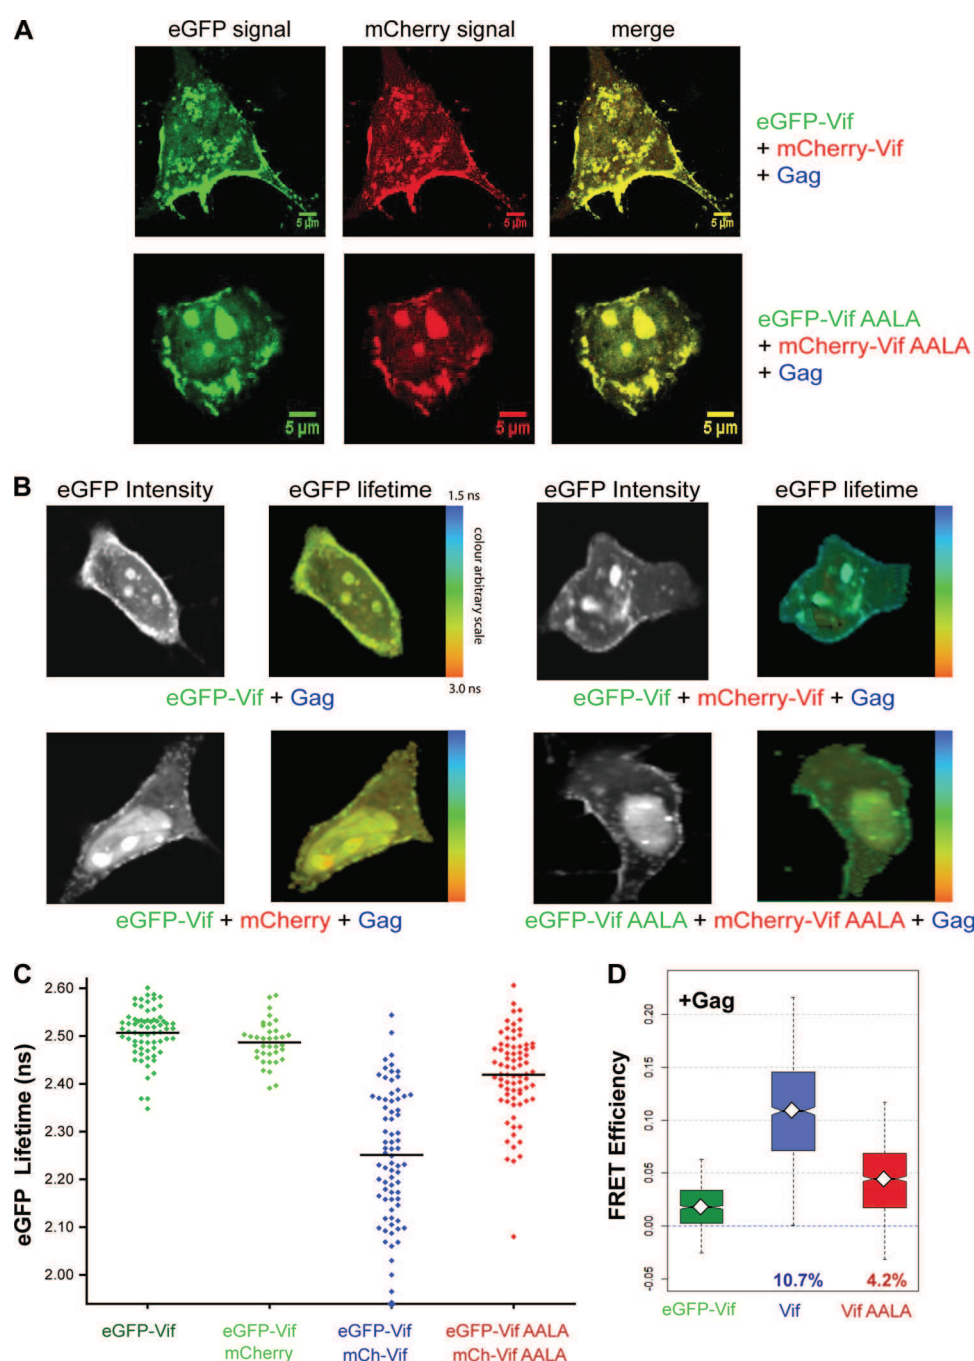 A
eGFP signal
mCherry signal
merge
5 µm
5 µm
5 µm
eGFP-Vif
+ mCherry-Vif
+ Gag
5 µm
5 µm
5 µm
eGFP-Vif AALA
+ mCherry-Vif AALA
+ Gag
B
eGFP Intensity
eGFP lifetime
1.5 ns
colour arbitrary scale
3.0 ns
eGFP Intensity
eGFP lifetime
eGFP-Vif + Gag
eGFP-Vif + mCherry-Vif + Gag
eGFP-Vif + mCherry + Gag
eGFP-Vif AALA + mCherry-Vif AALA + Gag
C
eGFP Lifetime (ns)
2.60
2.50
2.40
2.30
2.20
2.10
2.00
eGFP-Vif
eGFP-Vif
mCherry
eGFP-Vif
mCh-Vif
eGFP-Vif AALA
mCh-Vif AALA
D
+Gag
FRET Efficiency
0.20
0.15
0.10
0.05
0.00
-0.05
10.7%
4.2%
eGFP-Vif
Vif
Vif AALA